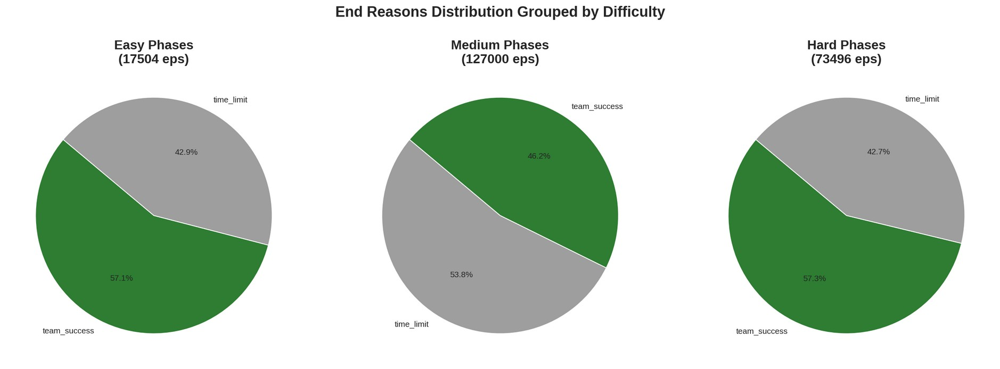 End Reasons Distribution Grouped by Difficulty
Easy Phases
(17504 eps)
time_limit
42.9%
57.1%
team_success
Medium Phases
(127000 eps)
team_success
46.2%
53.8%
time_limit
Hard Phases
(73496 eps)
time_limit
42.7%
57.3%
team_success